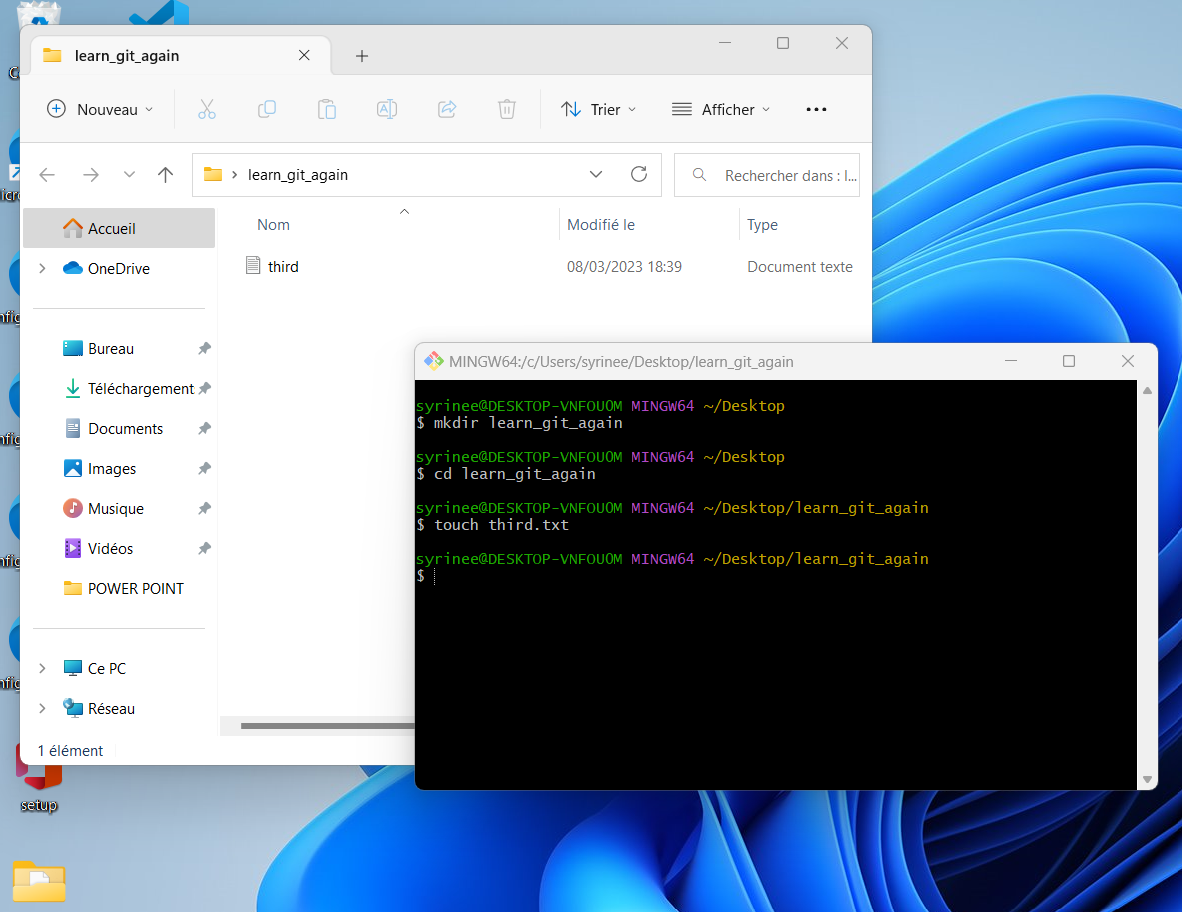 learn_git_again
Nouveau
Trier
Afficher
learn_git_again
Rechercher dans : l...
Accueil
OneDrive
Bureau
Téléchargement
Documents
Images
Musique
Vidéos
POWER POINT
Ce PC
Réseau
Nom
Modifié le
Type
third
08/03/2023 18:39
Document texte
1 élément
MINGW64:/c/Users/syrinee/Desktop/learn_git_again
syrinee@DESKTOP-VNFOUOM MINGW64 ~/Desktop
$ mkdir learn_git_again
syrinee@DESKTOP-VNFOUOM MINGW64 ~/Desktop
$ cd learn_git_again
syrinee@DESKTOP-VNFOUOM MINGW64 ~/Desktop/learn_git_again
$ touch third.txt
syrinee@DESKTOP-VNFOUOM MINGW64 ~/Desktop/learn_git_again
$
setup